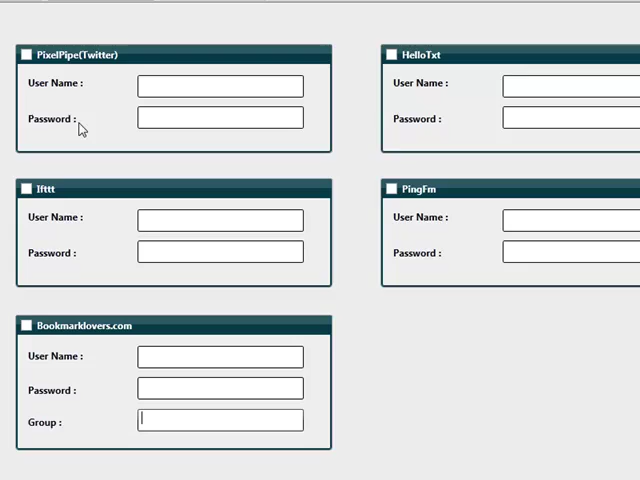 PixelPipe(Twitter)
User Name :
Password :
HelloTxt
User Name :
Password :
Ifttt
User Name :
Password :
PingFm
User Name :
Password :
Bookmarklovers.com
User Name :
Password :
Group :